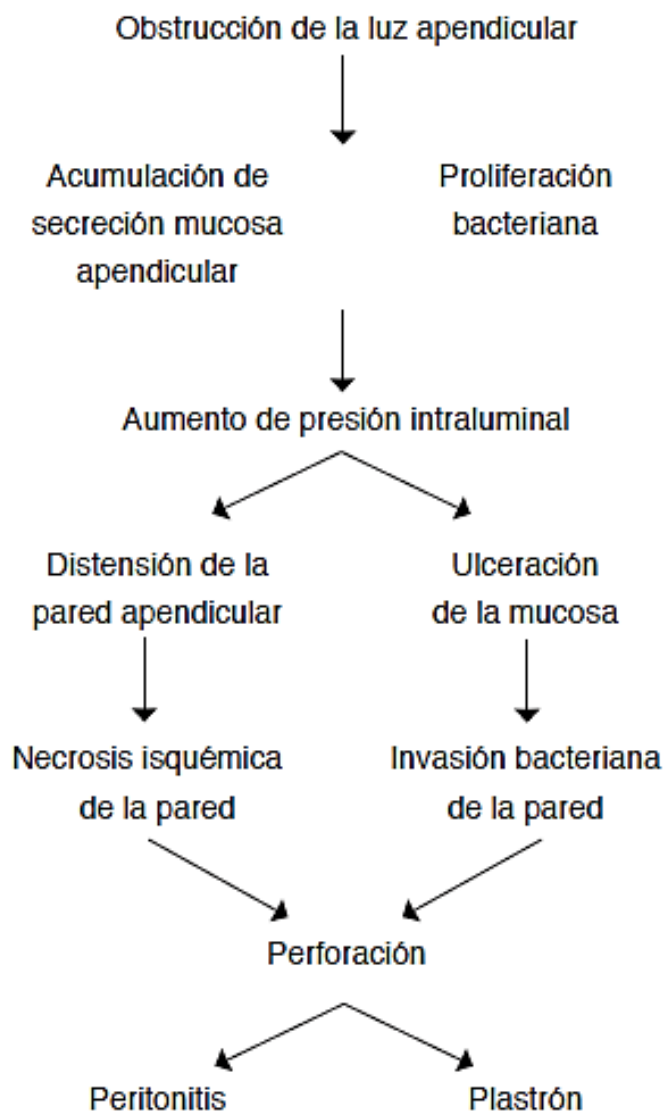 Obstrucción de la luz apendicular
Acumulación de
secreción mucosa
apendicular
Proliferación
bacteriana
Aumento de presión intraluminal
Distensión de la
pared apendicular
Ulceración
de la mucosa
Necrosis isquémica
de la pared
Invasión bacteriana
de la pared
Perforación
Peritonitis
Plastrón